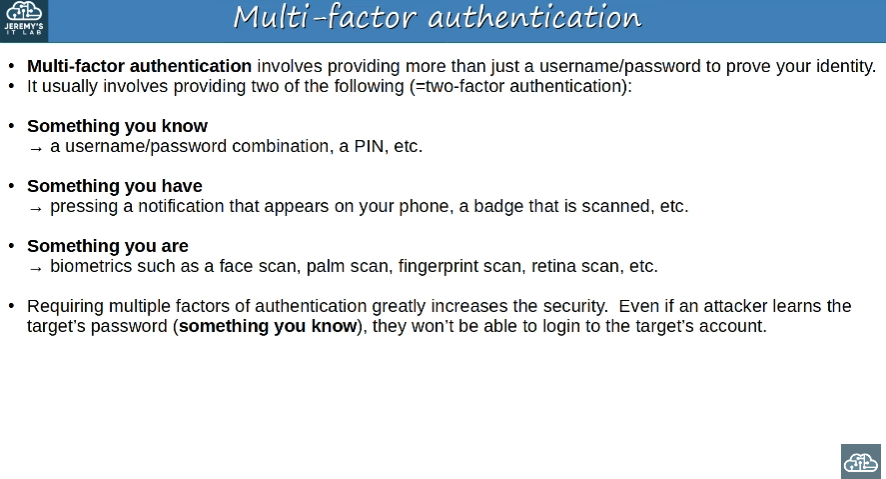 JEREMY'S
IT LAB
Multi-factor authentication
• Multi-factor authentication involves providing more than just a username/password to prove your identity.
• It usually involves providing two of the following (=two-factor authentication):
• Something you know
→ a username/password combination, a PIN, etc.
• Something you have
→ pressing a notification that appears on your phone, a badge that is scanned, etc.
• Something you are
→ biometrics such as a face scan, palm scan, fingerprint scan, retina scan, etc.
• Requiring multiple factors of authentication greatly increases the security.  Even if an attacker learns the
target's password (something you know), they won't be able to login to the target's account.